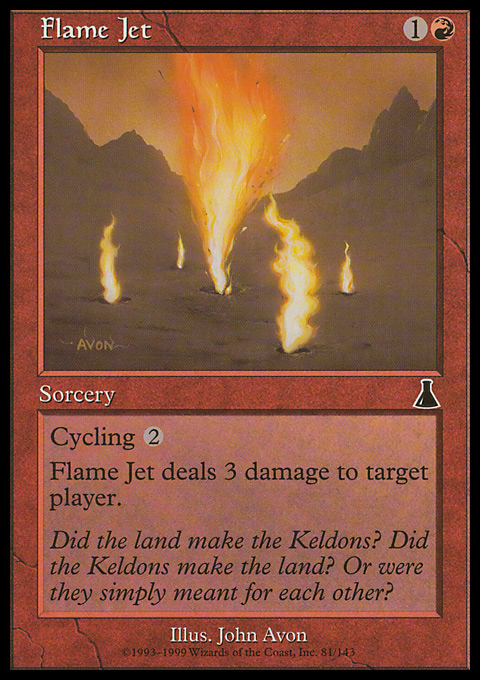 Flame Jet 1
AVON
Sorcery
Cycling 2
Flame Jet deals 3 damage to target
player.
Did the land make the Keldons? Did
the Keldons make the land? Or were
they simply meant for each other?
Illus. John Avon
©1993-1999 Wizards of the Coast, Inc. 81/143